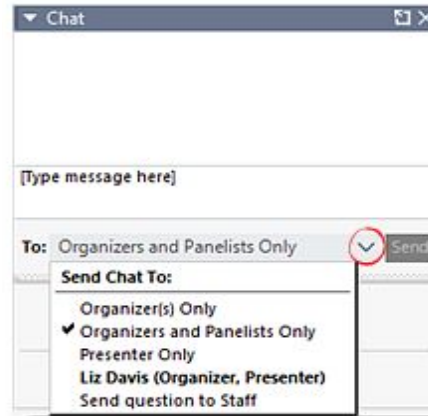 Chat
[Type message here]
To: Organizers and Panelists Only Send
Send Chat To:
Organizer(s) Only
✔ Organizers and Panelists Only
Presenter Only
Liz Davis (Organizer, Presenter)
Send question to Staff